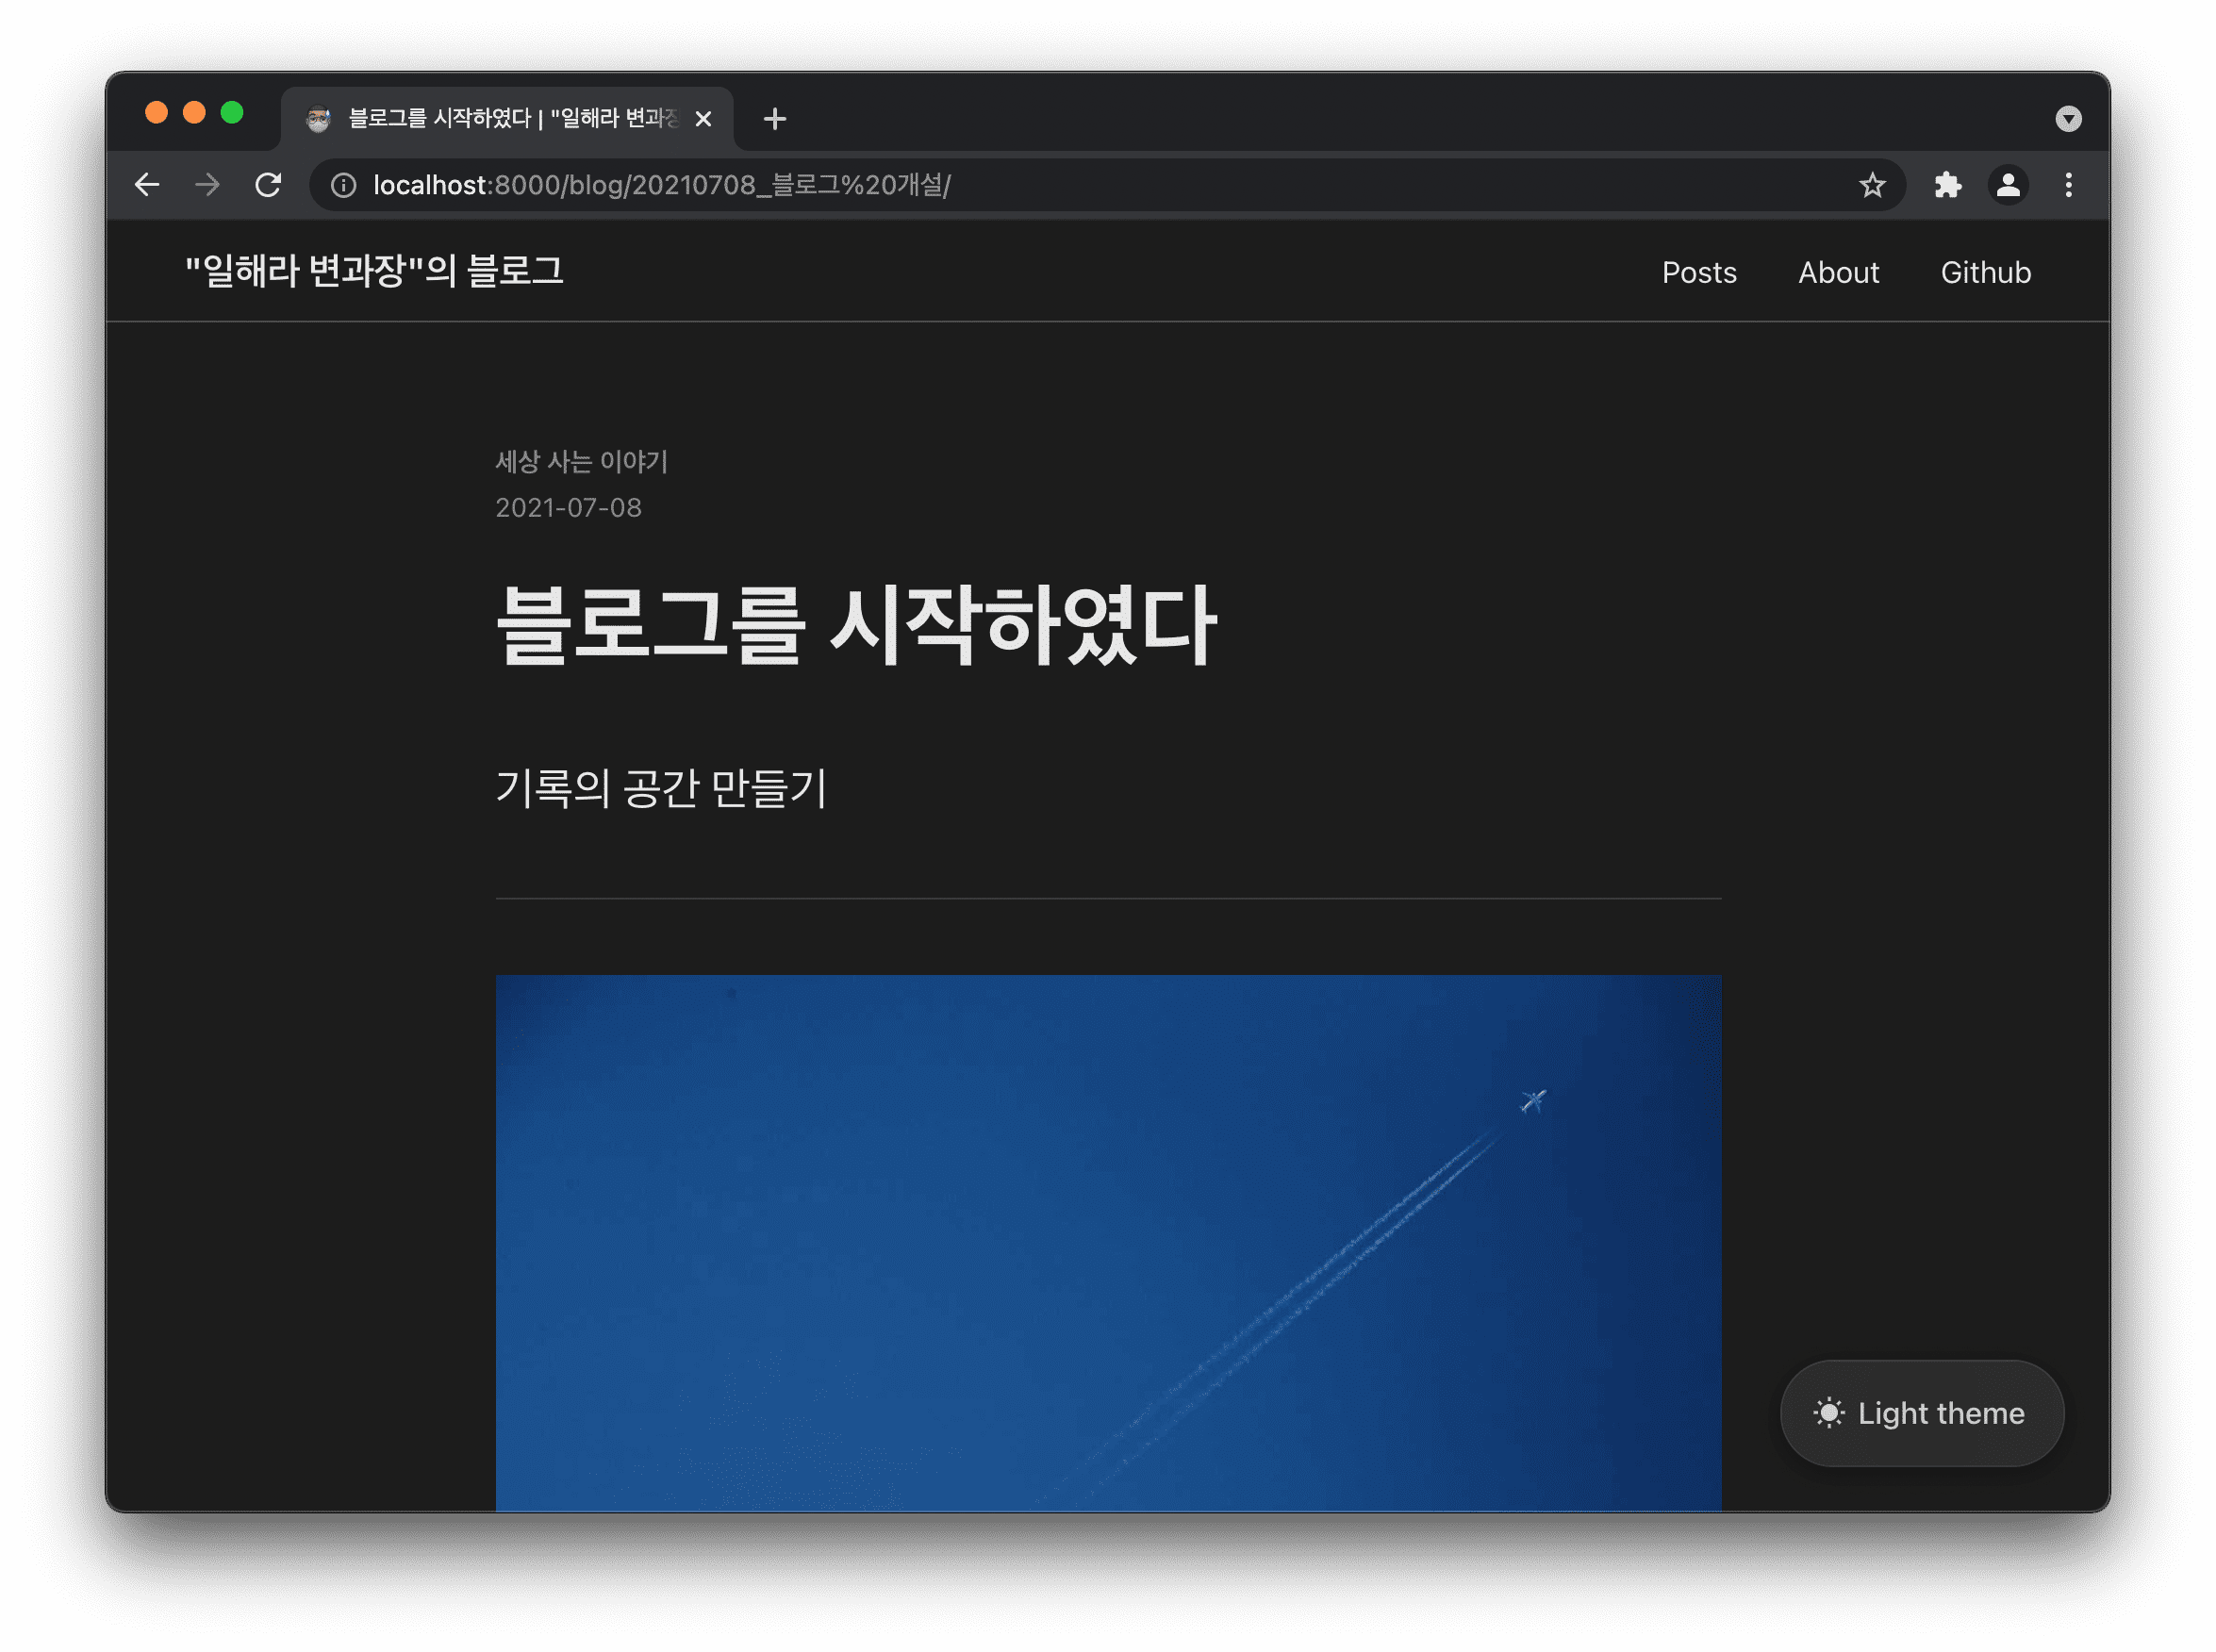 블로그를 시작하였다 | "일해라 변과장
localhost:8000/blog/20210708_블로그%20개설/
"일해라 변과장"의 블로그
Posts
About
Github
세상 사는 이야기
2021-07-08
블로그를 시작하였다
기록의 공간 만들기
Light theme